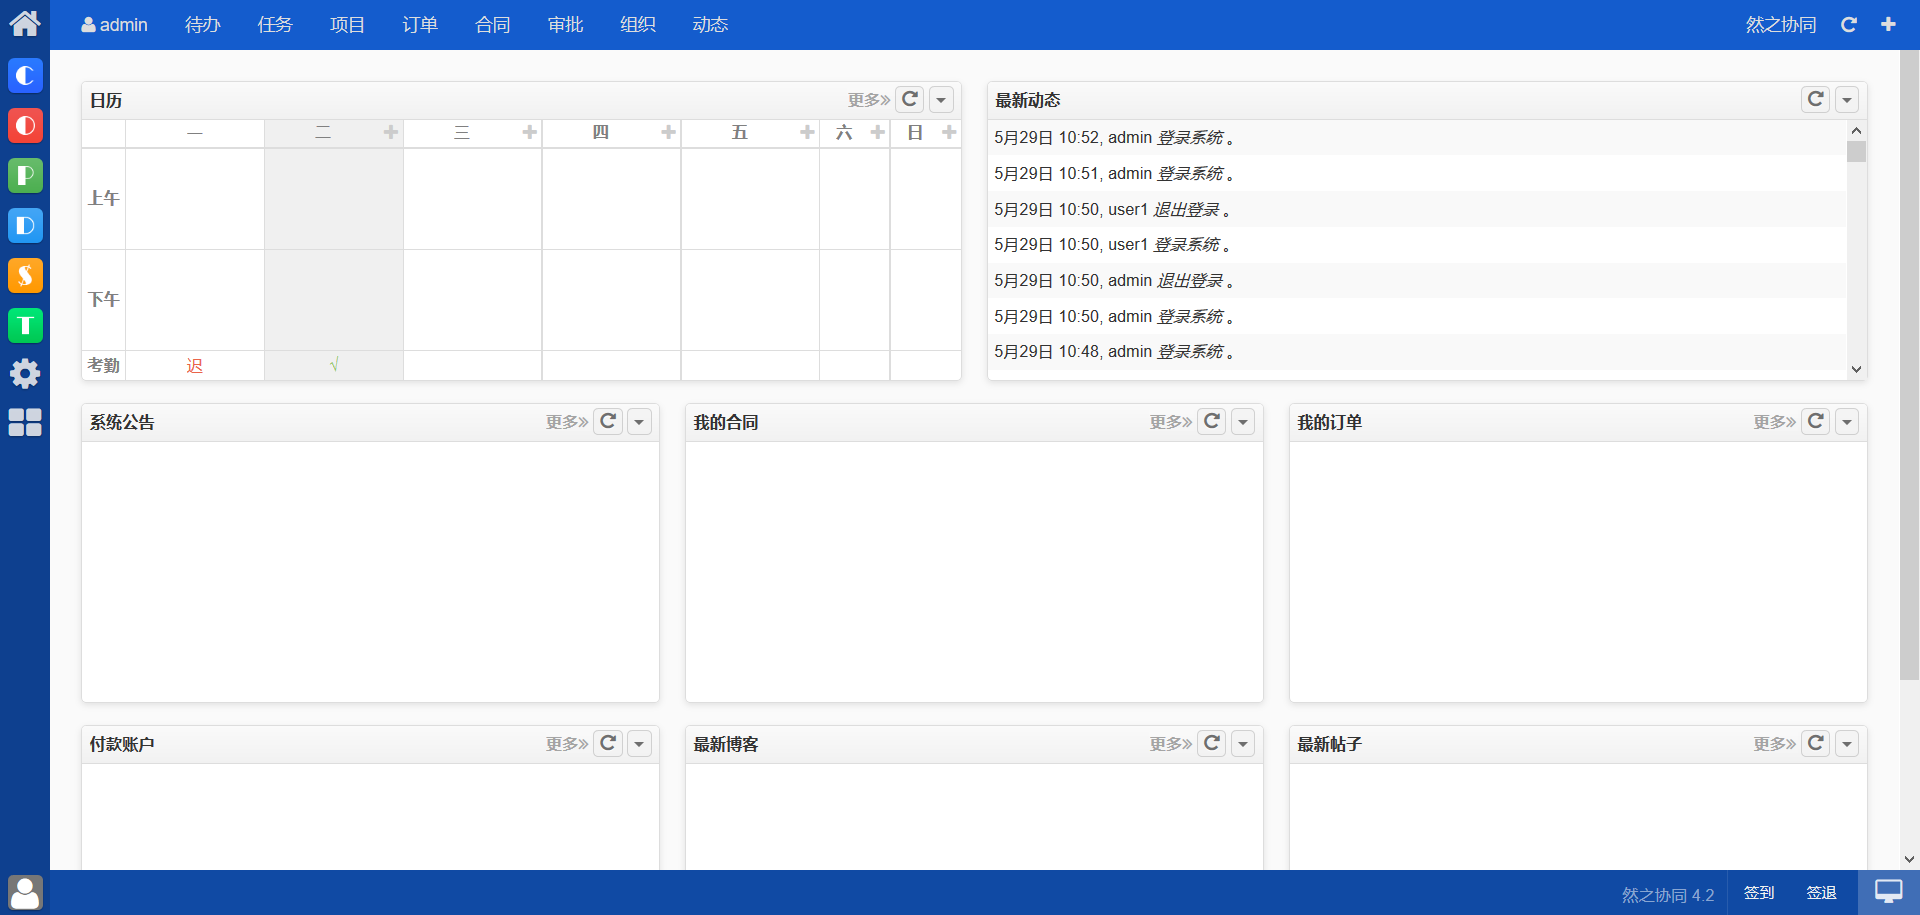 admin 待办 任务 项目 订单 合同 审批 组织 动态 然之协同
C
P
D
$
T
日历 更多»
一 二 三 四 五 六 日
上午
下午
考勤 迟 √
最新动态
5月29日 10:52, admin 登录系统 。
5月29日 10:51, admin 登录系统 。
5月29日 10:50, user1 退出登录 。
5月29日 10:50, user1 登录系统 。
5月29日 10:50, admin 退出登录 。
5月29日 10:50, admin 登录系统 。
5月29日 10:48, admin 登录系统 。
系统公告 更多»
我的合同 更多»
我的订单 更多»
付款账户 更多»
最新博客 更多»
最新帖子 更多»
然之协同 4.2 签到 签退